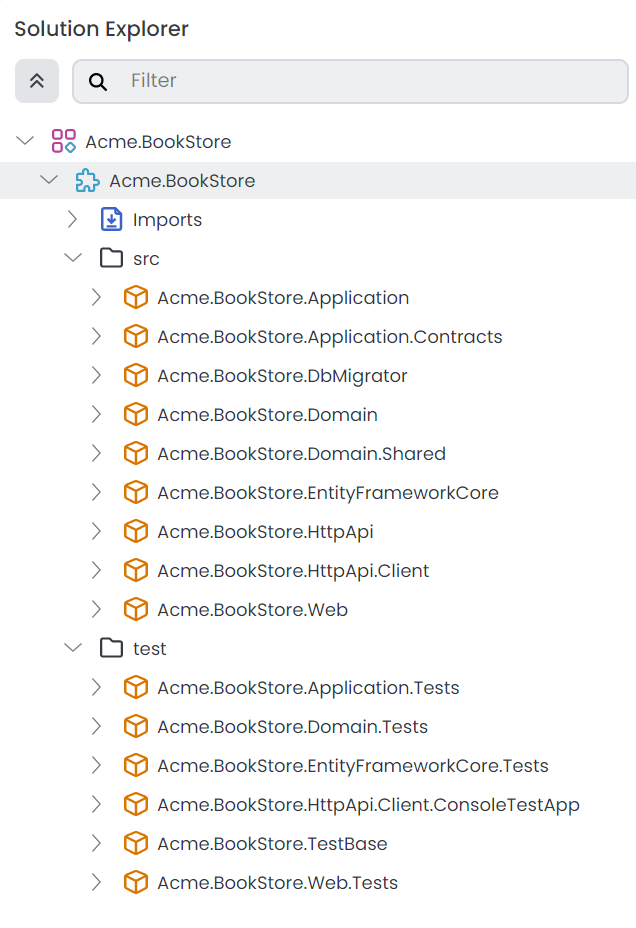 Solution Explorer
Filter
Acme.BookStore
Acme.BookStore
Imports
src
Acme.BookStore.Application
Acme.BookStore.Application.Contracts
Acme.BookStore.DbMigrator
Acme.BookStore.Domain
Acme.BookStore.Domain.Shared
Acme.BookStore.EntityFrameworkCore
Acme.BookStore.HttpApi
Acme.BookStore.HttpApi.Client
Acme.BookStore.Web
test
Acme.BookStore.Application.Tests
Acme.BookStore.Domain.Tests
Acme.BookStore.EntityFrameworkCore.Tests
Acme.BookStore.HttpApi.Client.ConsoleTestApp
Acme.BookStore.TestBase
Acme.BookStore.Web.Tests